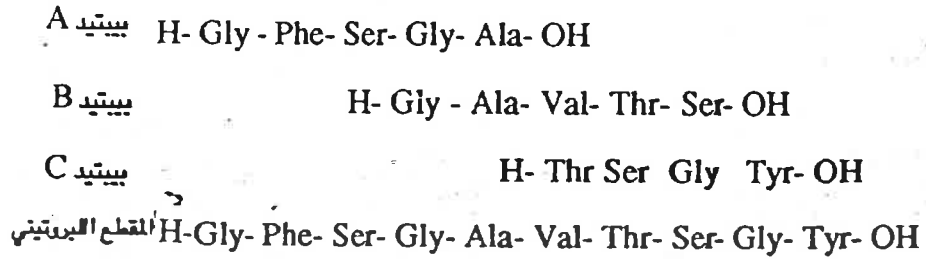 ببتيد A H- Gly - Phe- Ser- Gly- Ala- OH
ببتيد B H- Gly - Ala- Val- Thr- Ser- OH
ببتيد C H- Thr Ser Gly Tyr- OH
المقطع البروتيني H-Gly- Phe- Ser- Gly- Ala- Val- Thr- Ser- Gly- Tyr- OH